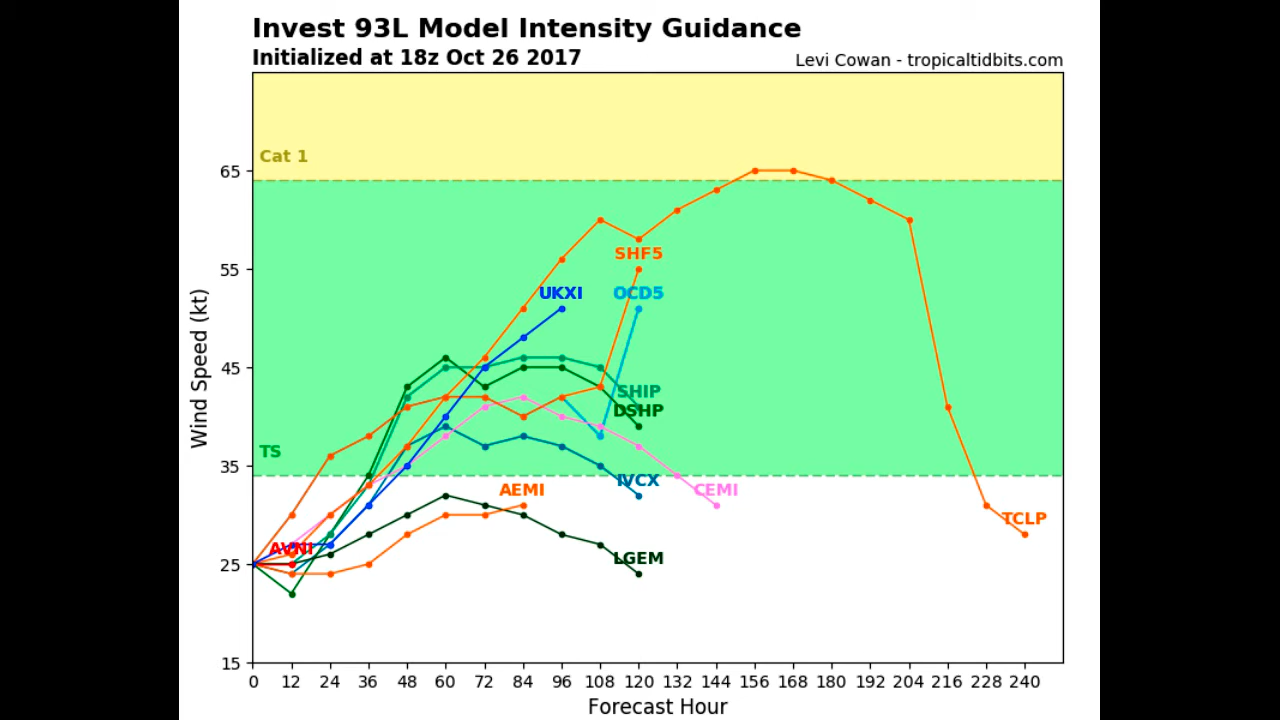 Invest 93L Model Intensity Guidance
Initialized at 18z Oct 26 2017
Levi Cowan - tropicaltidbits.com
Cat 1
65
SHF5
55
UKXI
OCD5
45
SHIP
DSHP
TS
35
IVCX
AEMI
CEMI
TCLP
AVNI
25
LGEM
15
Wind Speed (kt)
0 12 24 36 48 60 72 84 96 108 120 132 144 156 168 180 192 204 216 228 240
Forecast Hour